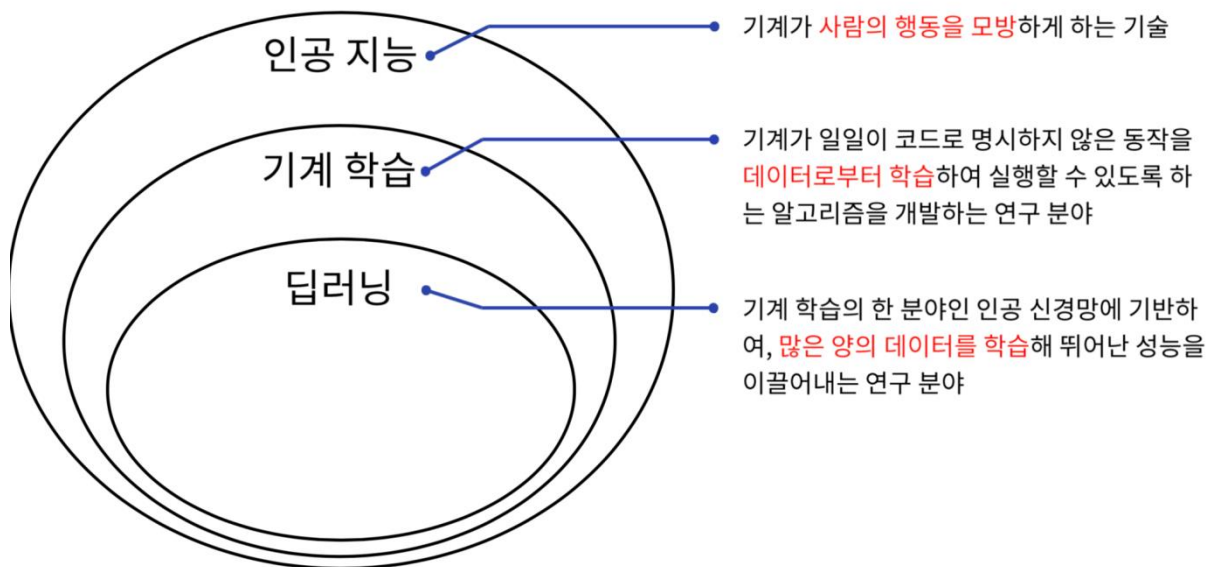 인공 지능
기계가 사람의 행동을 모방하게 하는 기술
기계 학습
기계가 일일이 코드로 명시하지 않은 동작을
데이터로부터 학습하여 실행할 수 있도록 하
는 알고리즘을 개발하는 연구 분야
딥러닝
기계 학습의 한 분야인 인공 신경망에 기반하
여, 많은 양의 데이터를 학습해 뛰어난 성능을
이끌어내는 연구 분야